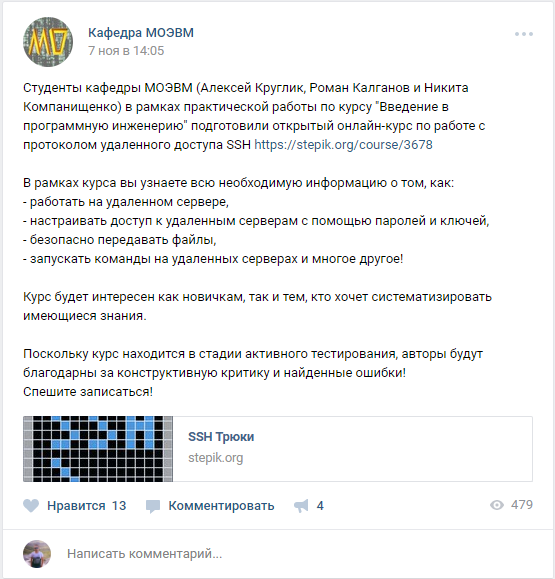 МО
Кафедра МОЭВМ
7 ноя в 14:05
Студенты кафедры МОЭВМ (Алексей Круглик, Роман Калганов и Никита
Компанищенко) в рамках практической работы по курсу "Введение в
программную инженерию" подготовили открытый онлайн-курс по работе с
протоколом удаленного доступа SSH https://stepik.org/course/3678
В рамках курса вы узнаете всю необходимую информацию о том, как:
- работать на удаленном сервере,
- настраивать доступ к удаленным серверам с помощью паролей и ключей,
- безопасно передавать файлы,
- запускать команды на удаленных серверах и многое другое!
Курс будет интересен как новичкам, так и тем, кто хочет систематизировать
имеющиеся знания.
Поскольку курс находится в стадии активного тестирования, авторы будут
благодарны за конструктивную критику и найденные ошибки!
Спешите записаться!
SSH Трюки
stepik.org
Нравится 13 Комментировать 4 479
Написать комментарий...